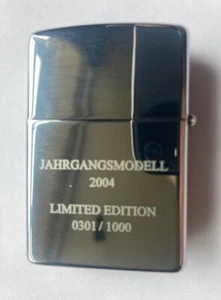 JAHRGANGSMODELL
2004
LIMITED EDITION
0301/1000